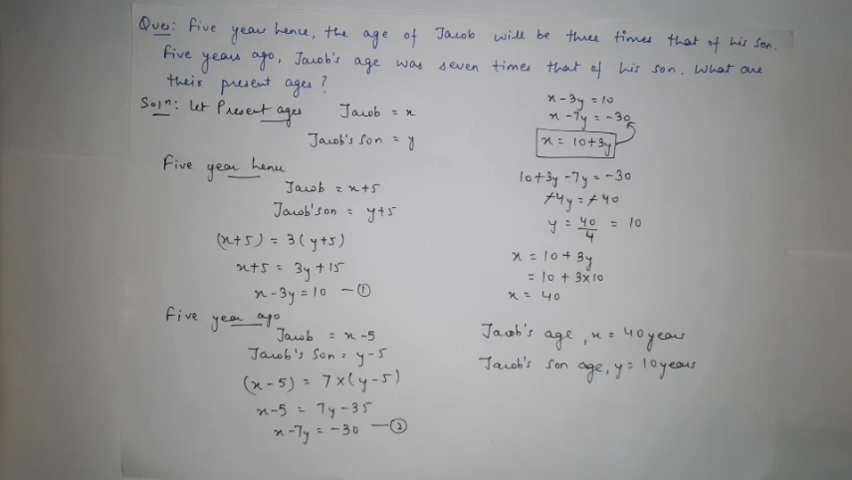 Ques: Five years hence, the age of Jacob will be three times that of his son.
Five years ago, Jacob's age was seven times that of his son. What are
their present ages?
Solⁿ: Let Present ages Jacob = x
Jacob's son = y
Five year hence
Jacob = x+5
Jacob'son = y+5
(x+5) = 3(y+5)
x+5 = 3y+15
x-3y = 10 —①
Five year ago
Jacob = x-5
Jacob's Son = y-5
(x-5) = 7×(y-5)
x-5 = 7y-35
x-7y = -30 —②
x-3y = 10
x-7y = -30
x = 10+3y
10+3y-7y = -30
-4y = -40
y = 40/4 = 10
x = 10+3y
= 10+3×10
x = 40
Jacob's age, x = 40years
Jacob's son age, y = 10years